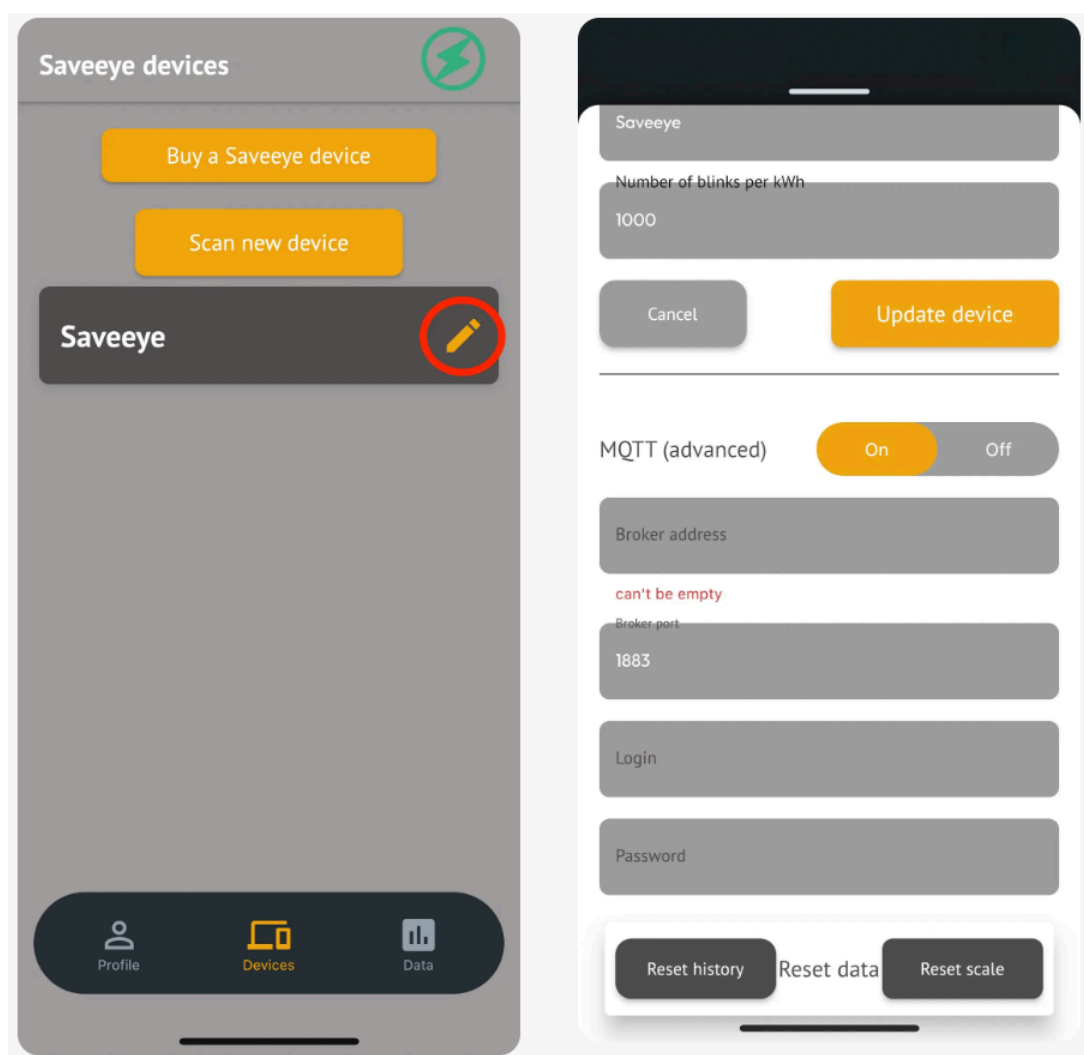 Saveeye devices
Buy a Saveeye device
Scan new device
Saveeye
Profile
Devices
Data
Saveeye
Number of blinks per kWh
1000
Cancel
Update device
MQTT (advanced)
On
Off
Broker address
can't be empty
Broker port
1883
Login
Password
Reset history
Reset data
Reset scale